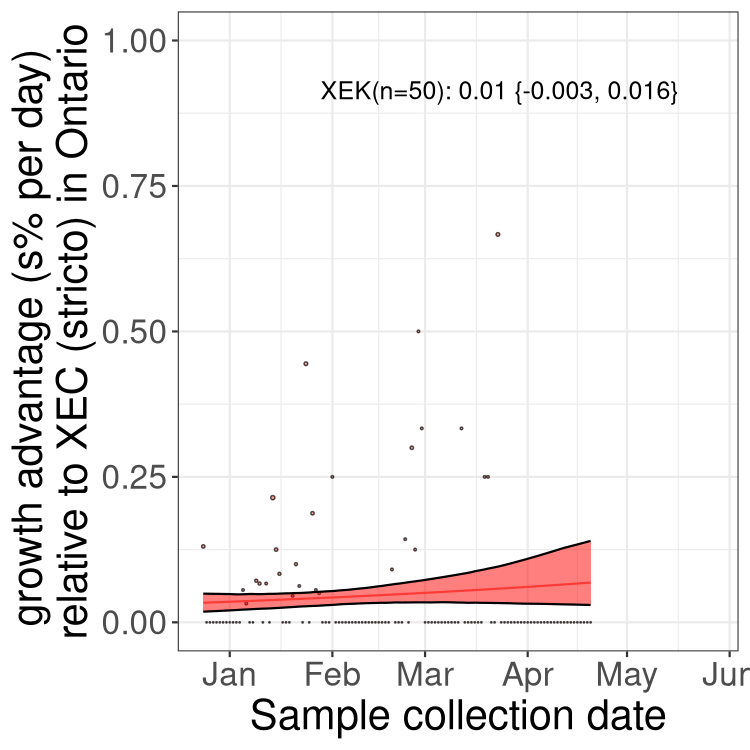 growth advantage (s% per day)
relative to XEC (stricto) in Ontario
1.00
0.75
0.50
0.25
0.00
XEK(n=50): 0.01 {-0.003, 0.016}
Jan Feb Mar Apr May Jur
Sample collection date